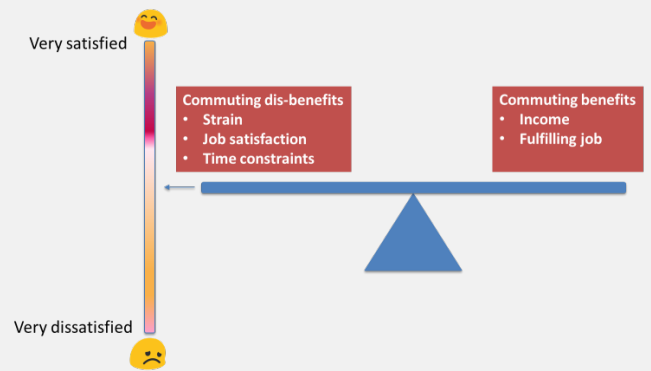 Very satisfied
Commuting dis-benefits
• Strain
• Job satisfaction
• Time constraints
Commuting benefits
• Income
• Fulfilling job
Very dissatisfied